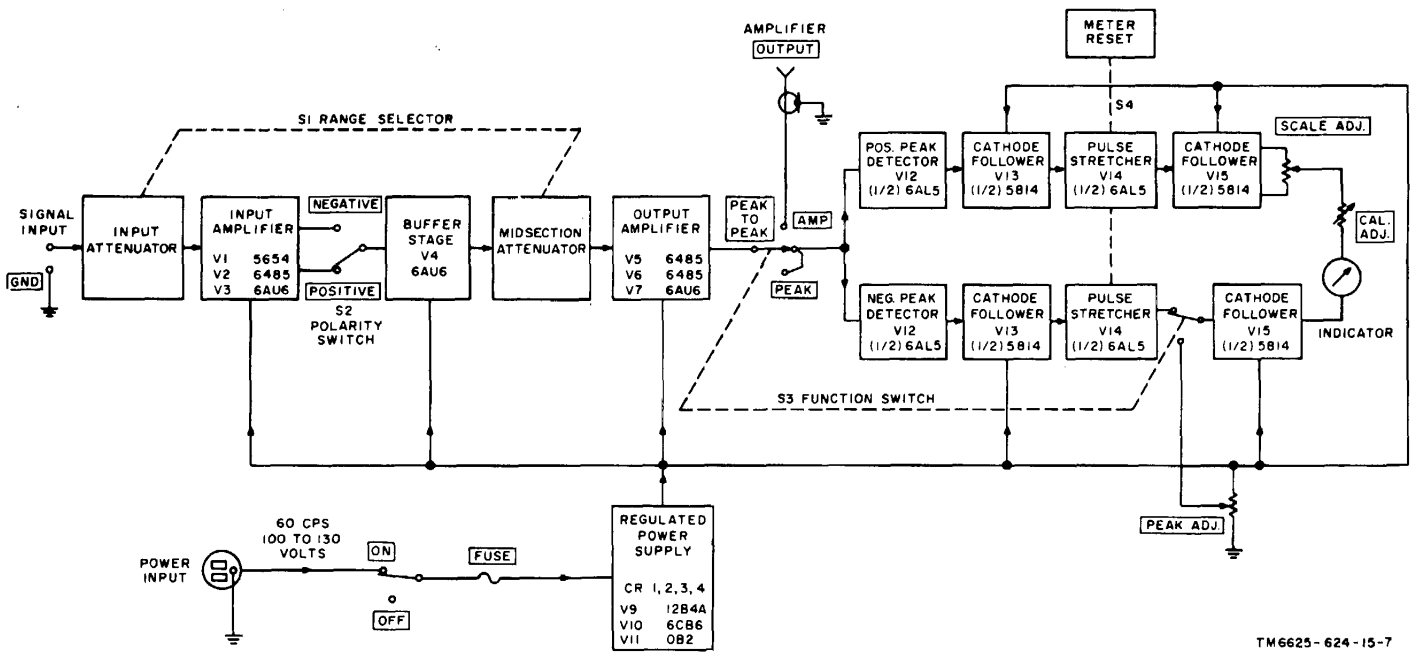 AMPLIFIER
OUTPUT
METER
RESET
S4
S1 RANGE SELECTOR
SCALE ADJ.
SIGNAL
INPUT
GND
INPUT
ATTENUATOR
INPUT
AMPLIFIER
V1 5654
V2 6485
V3 6AU6
NEGATIVE
POSITIVE
S2
POLARITY
SWITCH
BUFFER
STAGE
V4
6AU6
MIDSECTION
ATTENUATOR
OUTPUT
AMPLIFIER
V5 6485
V6 6485
V7 6AU6
PEAK
TO
PEAK
AMP
PEAK
POS. PEAK
DETECTOR
V12
(1/2) 6AL5
CATHODE
FOLLOWER
V13
(1/2) 5814
PULSE
STRETCHER
V14
(1/2) 6AL5
CATHODE
FOLLOWER
V15
(1/2) 5814
CAL.
ADJ.
NEG. PEAK
DETECTOR
V12
(1/2) 6AL5
CATHODE
FOLLOWER
V13
(1/2) 5814
PULSE
STRETCHER
V14
(1/2) 6AL5
CATHODE
FOLLOWER
V15
(1/2) 5814
INDICATOR
S3 FUNCTION SWITCH
PEAK ADJ.
POWER
INPUT
60 CPS
100 TO 130
VOLTS
ON
OFF
FUSE
REGULATED
POWER
SUPPLY
CR 1, 2, 3, 4
V9 12B4A
V10 6CB6
V11 OB2
TM6625-624-15-7